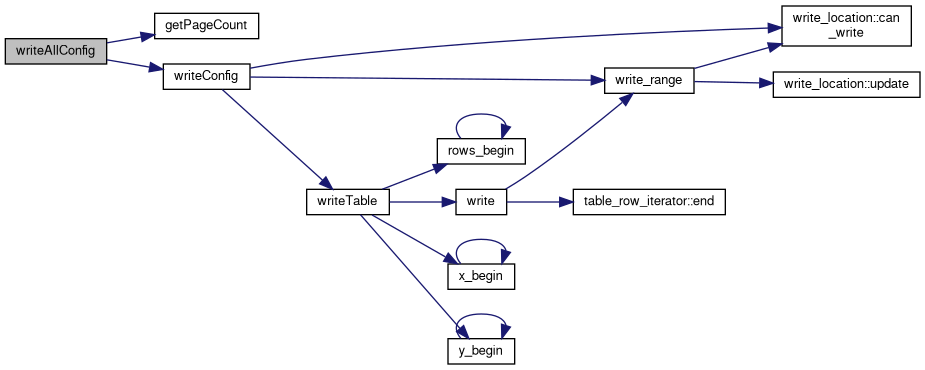 writeAllConfig
getPageCount
writeConfig
write_location::can
_write
write_range
write_location::update
rows_begin
writeTable
write
table_row_iterator::end
x_begin
y_begin